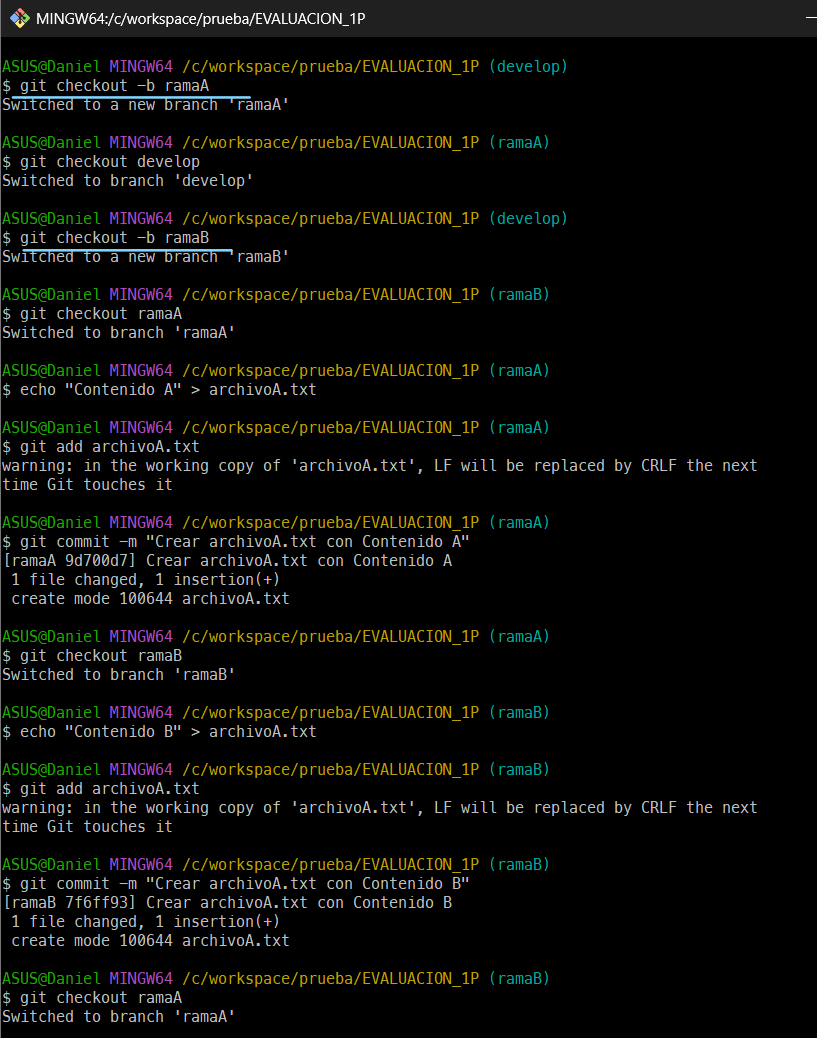 MINGW64:/c/workspace/prueba/EVALUACION_1P
ASUS@Daniel MINGW64 /c/workspace/prueba/EVALUACION_1P (develop)
$ git checkout -b ramaA
Switched to a new branch 'ramaA'
ASUS@Daniel MINGW64 /c/workspace/prueba/EVALUACION_1P (ramaA)
$ git checkout develop
Switched to branch 'develop'
ASUS@Daniel MINGW64 /c/workspace/prueba/EVALUACION_1P (develop)
$ git checkout -b ramaB
Switched to a new branch 'ramaB'
ASUS@Daniel MINGW64 /c/workspace/prueba/EVALUACION_1P (ramaB)
$ git checkout ramaA
Switched to branch 'ramaA'
ASUS@Daniel MINGW64 /c/workspace/prueba/EVALUACION_1P (ramaA)
$ echo "Contenido A" > archivoA.txt
ASUS@Daniel MINGW64 /c/workspace/prueba/EVALUACION_1P (ramaA)
$ git add archivoA.txt
warning: in the working copy of 'archivoA.txt', LF will be replaced by CRLF the next
time Git touches it
ASUS@Daniel MINGW64 /c/workspace/prueba/EVALUACION_1P (ramaA)
$ git commit -m "Crear archivoA.txt con Contenido A"
[ramaA 9d700d7] Crear archivoA.txt con Contenido A
1 file changed, 1 insertion(+)
create mode 100644 archivoA.txt
ASUS@Daniel MINGW64 /c/workspace/prueba/EVALUACION_1P (ramaA)
$ git checkout ramaB
Switched to branch 'ramaB'
ASUS@Daniel MINGW64 /c/workspace/prueba/EVALUACION_1P (ramaB)
$ echo "Contenido B" > archivoA.txt
ASUS@Daniel MINGW64 /c/workspace/prueba/EVALUACION_1P (ramaB)
$ git add archivoA.txt
warning: in the working copy of 'archivoA.txt', LF will be replaced by CRLF the next
time Git touches it
ASUS@Daniel MINGW64 /c/workspace/prueba/EVALUACION_1P (ramaB)
$ git commit -m "Crear archivoA.txt con Contenido B"
[ramaB 7f6ff93] Crear archivoA.txt con Contenido B
1 file changed, 1 insertion(+)
create mode 100644 archivoA.txt
ASUS@Daniel MINGW64 /c/workspace/prueba/EVALUACION_1P (ramaB)
$ git checkout ramaA
Switched to branch 'ramaA'